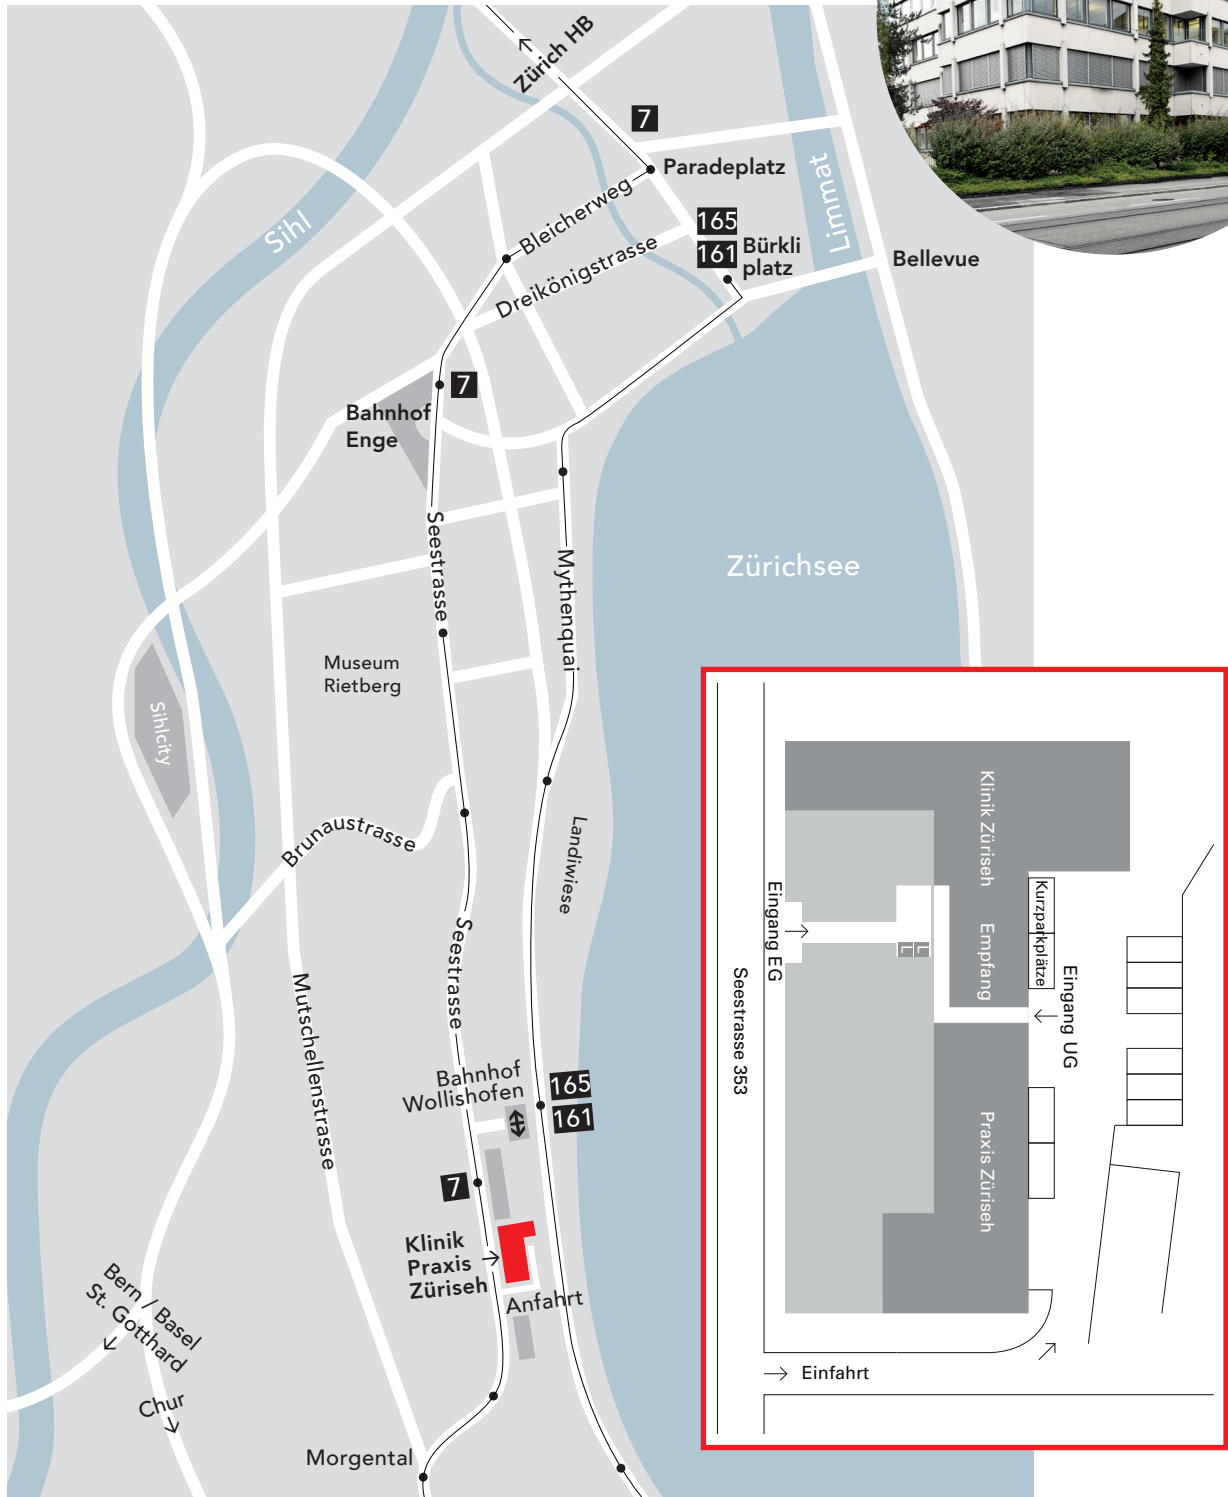 Zürich HB
7
Paradeplatz
Limmat
Sihl
Bleicherweg
165
161
Bürkli
platz
Dreikönigstrasse
Bellevue
7
Bahnhof
Enge
Seestrasse
Mythenquai
Zürichsee
Museum
Rietberg
Sihlcity
Brunaustrasse
Landiwiese
Seestrasse
Mutschellenstrasse
Bahnhof
Wollishofen
165
161
7
Klinik
Praxis
Züriseh
Anfahrt
Bern / Basel
St. Gotthard
Chur
Morgental
Klinik Züriseh
Empfang
Kurzparkplätze
Eingang EG
L
L
Eingang UG
Seestrasse 353
Praxis Züriseh
Einfahrt